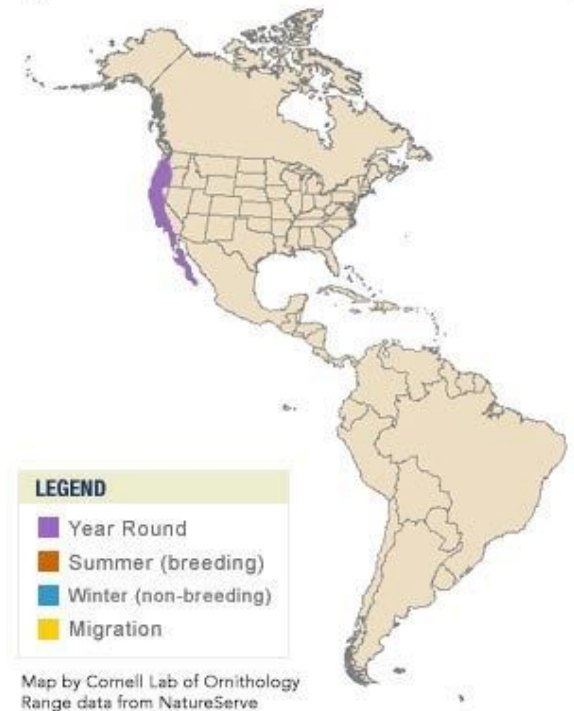 LEGEND
Year Round
Summer (breeding)
Winter (non-breeding)
Migration
Map by Cornell Lab of Ornithology
Range data from NatureServe